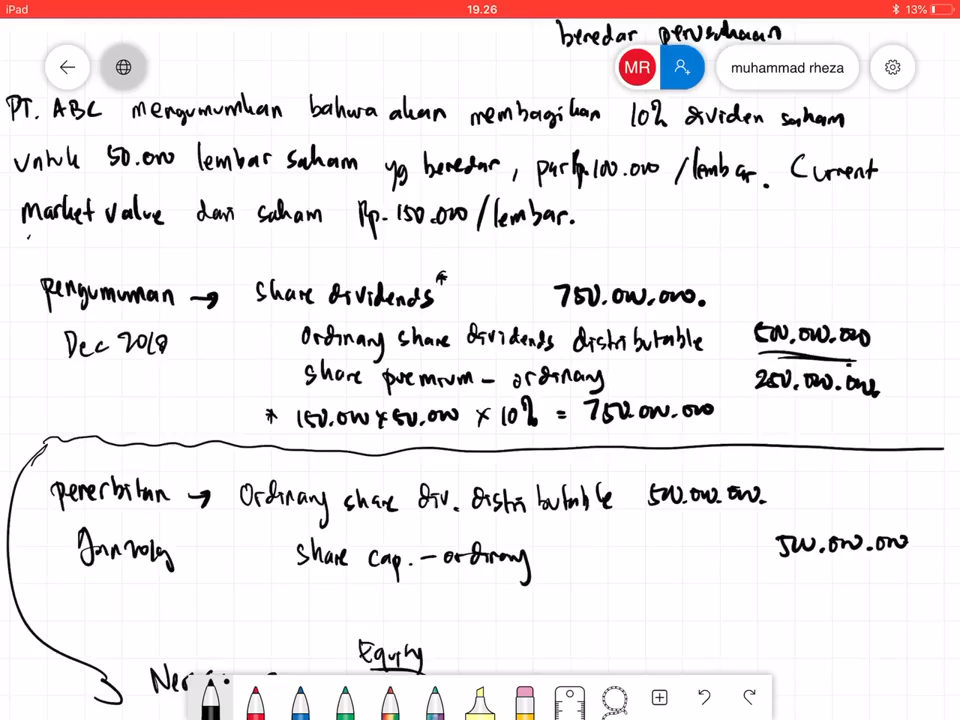 iPad 19.26 13%
beredar perusahaan
MR muhammad rheza
PT. ABC mengumumkan bahwa akan membagikan 10% dividen saham
untuk 50.000 lembar saham yg beredar, par Rp.100.000 /lembar. Current
market value dari saham Rp. 150.000/lembar.
pengumuman → share dividends* 750.000.000.
Dec 2018 Ordinary share dividends distributable 500.000.000
share premium - ordinary 250.000.000.
* 150.000 x 50.000 x 10% = 750.000.000
penerbitan → Ordinary share div. distributable 500.000.000.
Jan 2019 share cap. - ordinary 500.000.000
Equity